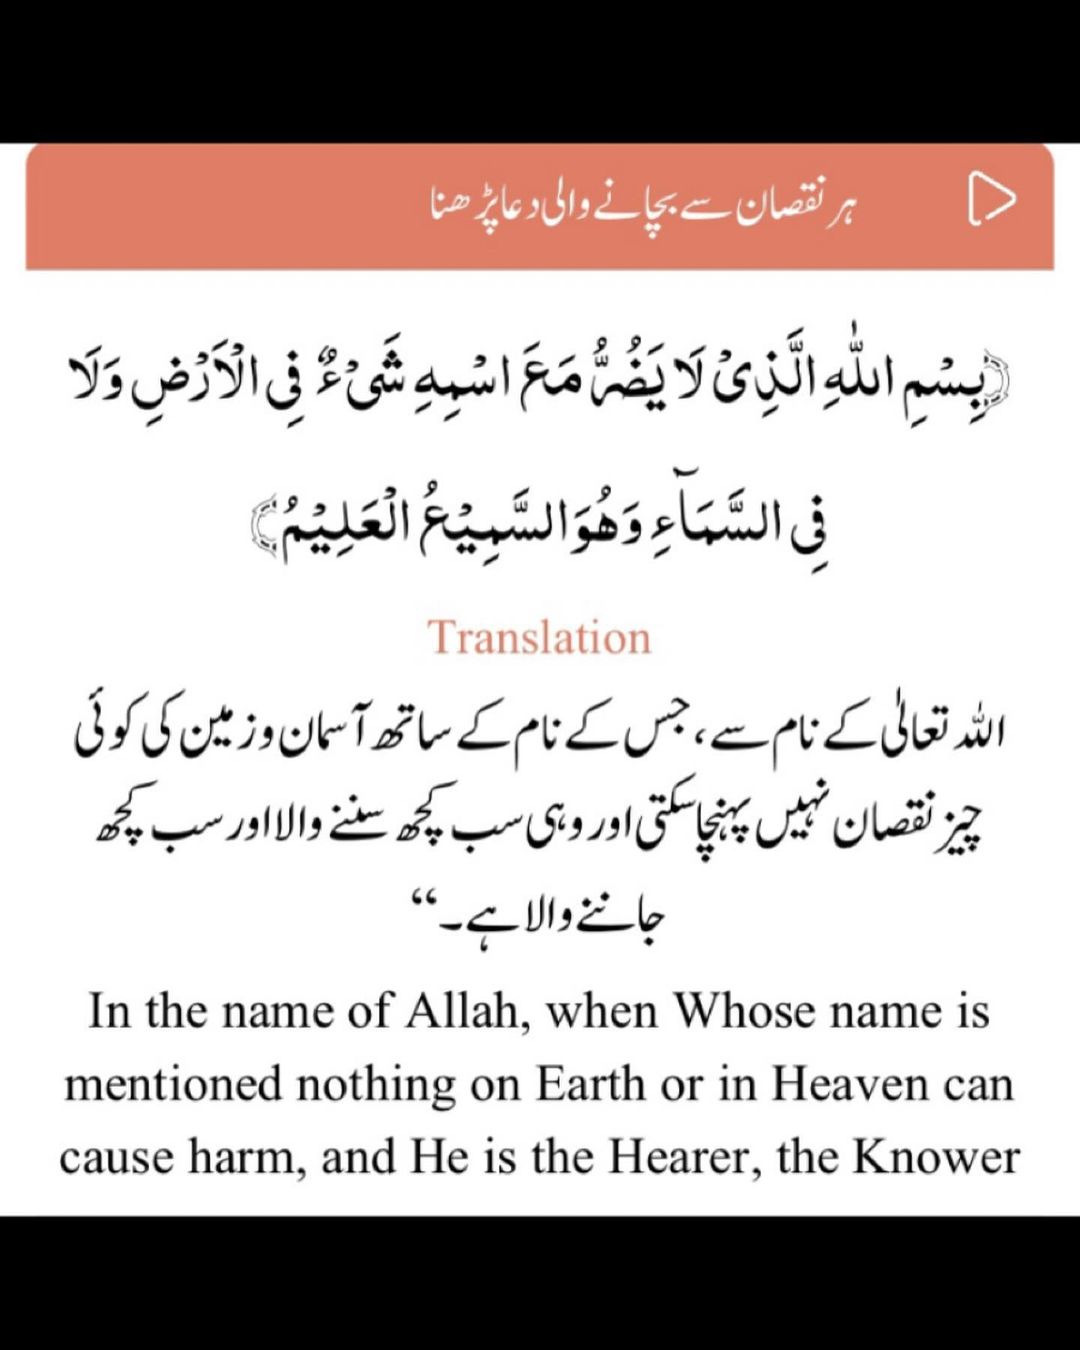 ہر نقصان سے بچانے والی دعا پڑھنا
﴿بِسْمِ اللّٰهِ الَّذِىْ لَا يَضُرُّ مَعَ اسْمِهٖ شَىْءٌ فِى الْاَرْضِ وَلَا
فِى السَّمَآءِ وَهُوَ السَّمِيْعُ الْعَلِيْمُ﴾
Translation
اللہ تعالیٰ کے نام سے، جس کے نام کے ساتھ آسمان و زمین کی کوئی
چیز نقصان نہیں پہنچا سکتی اور وہی سب کچھ سننے والا اور سب کچھ
جاننے والا ہے۔“
In the name of Allah, when Whose name is
mentioned nothing on Earth or in Heaven can
cause harm, and He is the Hearer, the Knower